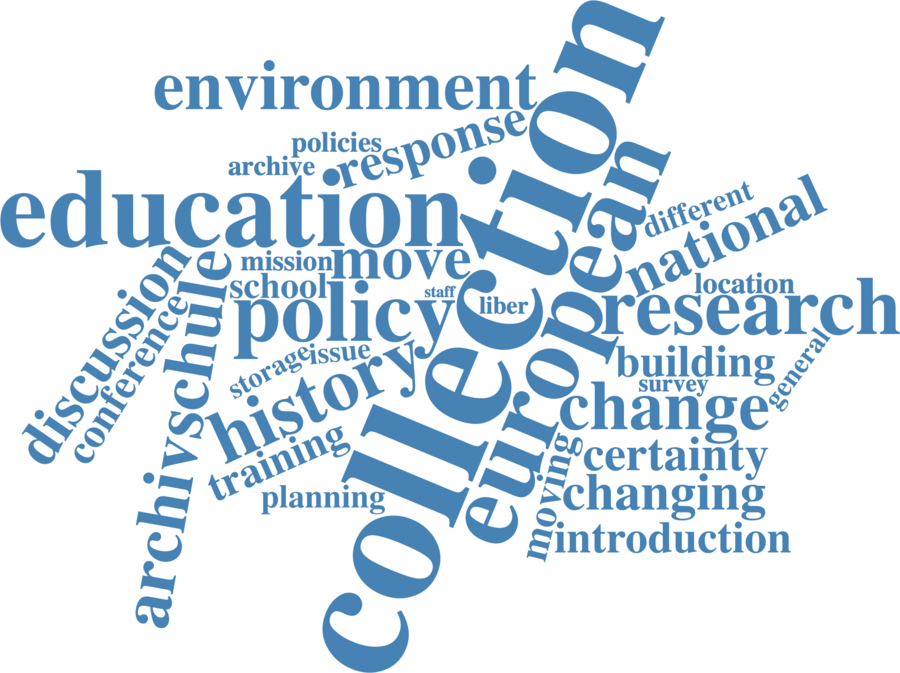 collection
environment
response
policies
archive
education
european
different
national
mission
move
school
policy
staff
liber
location
research
discussion
conference
archivschule
storage
issue
history
building
survey
general
change
training
certainty
planning
moving
changing
introduction